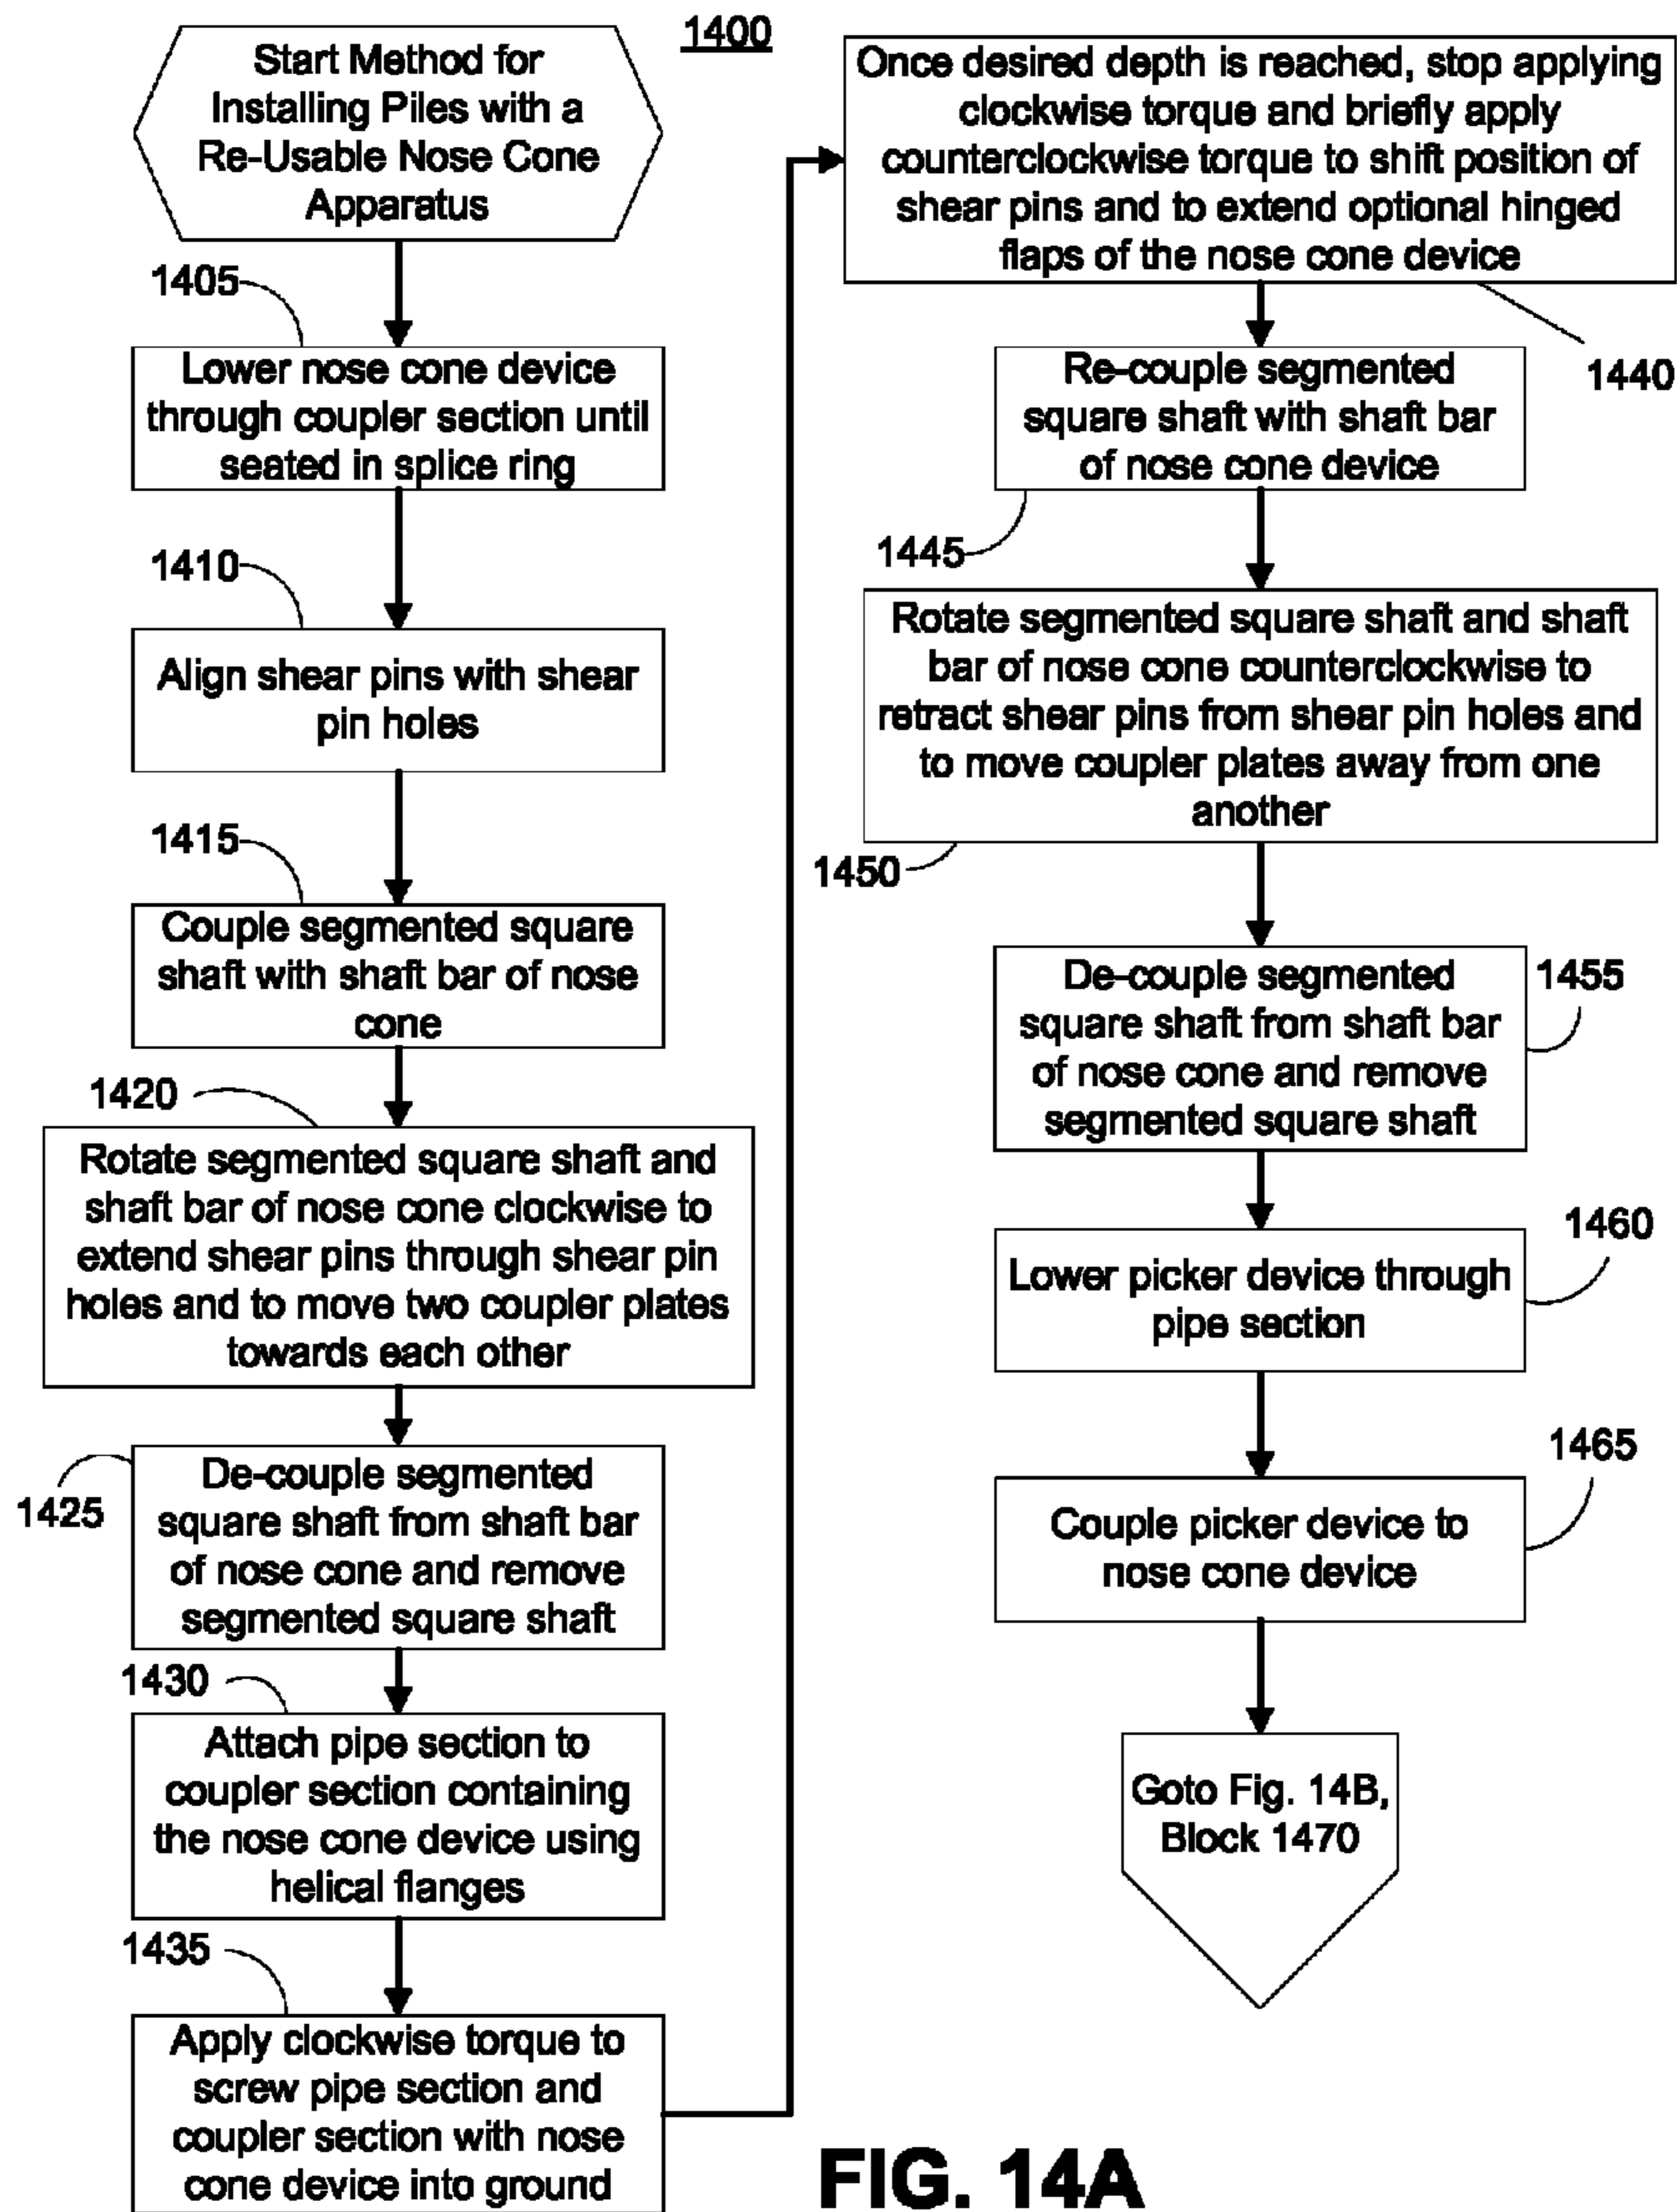 1400
Start Method for
Installing Piles with a
Re-Usable Nose Cone
Apparatus
1405
Lower nose cone device
through coupler section until
seated in splice ring
1410
Align shear pins with shear
pin holes
1415
Couple segmented square
shaft with shaft bar of nose
cone
1420
Rotate segmented square shaft and
shaft bar of nose cone clockwise to
extend shear pins through shear pin
holes and to move two coupler plates
towards each other
1425
De-couple segmented
square shaft from shaft bar
of nose cone and remove
segmented square shaft
1430
Attach pipe section to
coupler section containing
the nose cone device using
helical flanges
1435
Apply clockwise torque to
screw pipe section and
coupler section with nose
cone device into ground
Once desired depth is reached, stop applying
clockwise torque and briefly apply
counterclockwise torque to shift position of
shear pins and to extend optional hinged
flaps of the nose cone device
1440
Re-couple segmented
square shaft with shaft bar
of nose cone device
1445
Rotate segmented square shaft and shaft
bar of nose cone counterclockwise to
retract shear pins from shear pin holes and
to move coupler plates away from one
another
1450
De-couple segmented
square shaft from shaft bar
of nose cone and remove
segmented square shaft
1455
Lower picker device through
pipe section
1460
Couple picker device to
nose cone device
1465
Goto Fig. 14B,
Block 1470
FIG. 14A